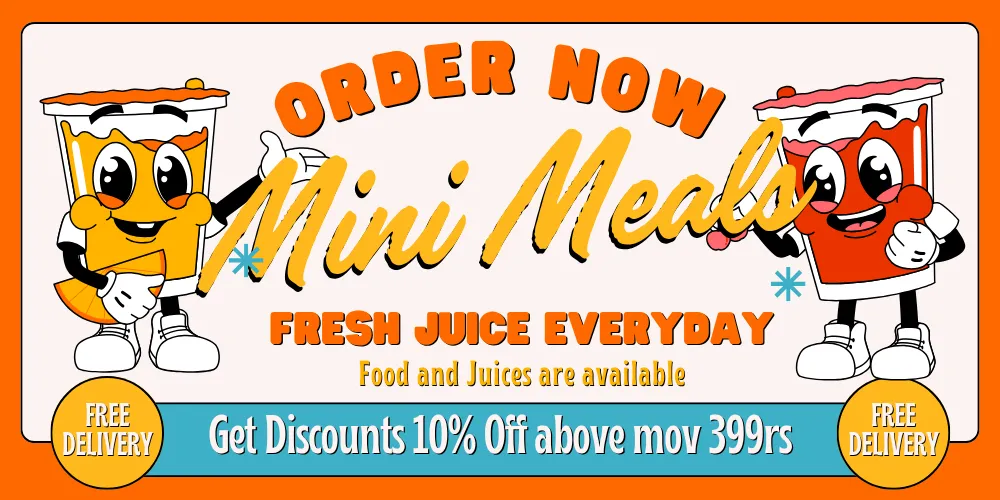 ORDER NOW
Mini Meals
FRESH JUICE EVERYDAY
Food and Juices are available
FREE
DELIVERY
Get Discounts 10% Off above mov 399rs
FREE
DELIVERY